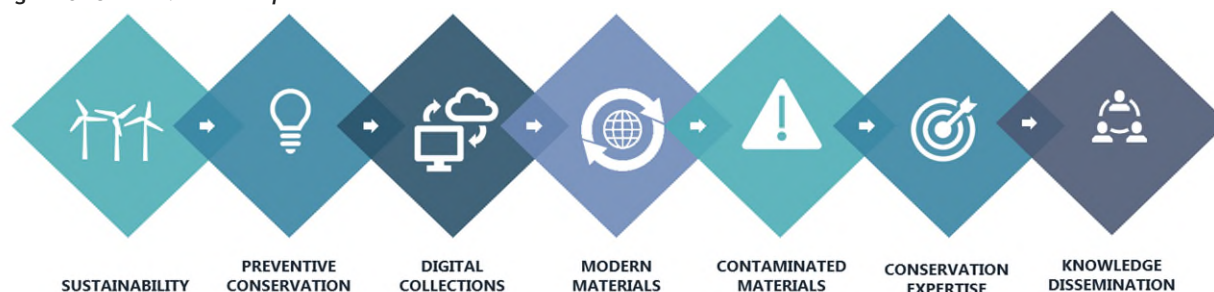 SUSTAINABILITY
PREVENTIVE
CONSERVATION
DIGITAL
COLLECTIONS
MODERN
MATERIALS
CONTAMINATED
MATERIALS
CONSERVATION
EXPERTISE
KNOWLEDGE
DISSEMINATION